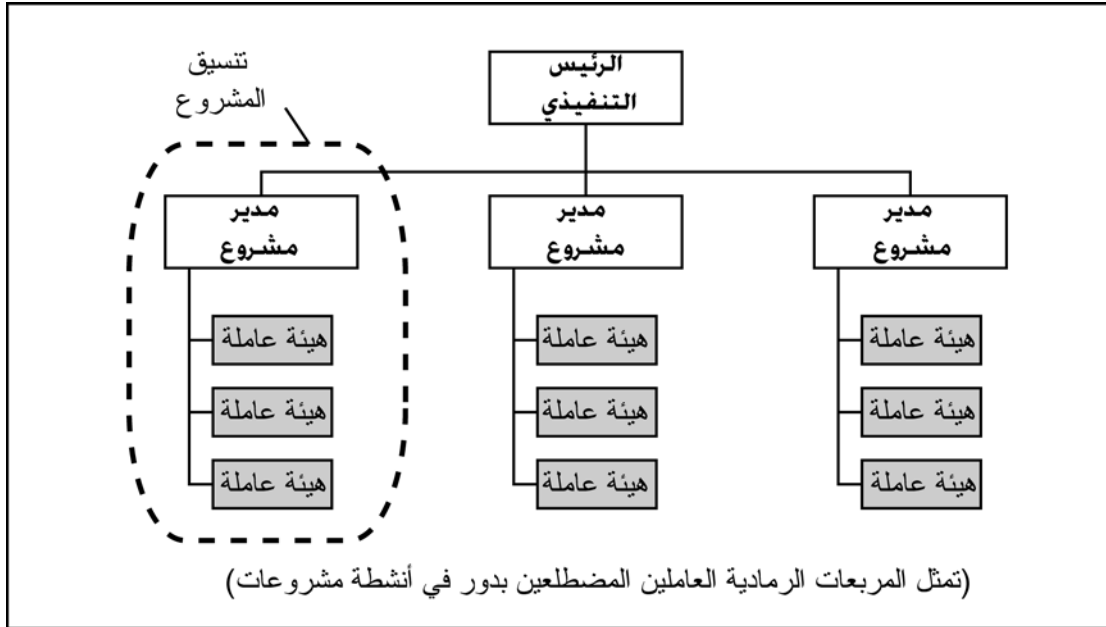 تنسيق
المشروع
الرئيس
التنفيذي
مدير
مشروع
مدير
مشروع
مدير
مشروع
هيئة عاملة
هيئة عاملة
هيئة عاملة
هيئة عاملة
هيئة عاملة
هيئة عاملة
هيئة عاملة
هيئة عاملة
هيئة عاملة
(تمثل المربعات الرمادية العاملين المضطلعين بدور في أنشطة مشروعات)